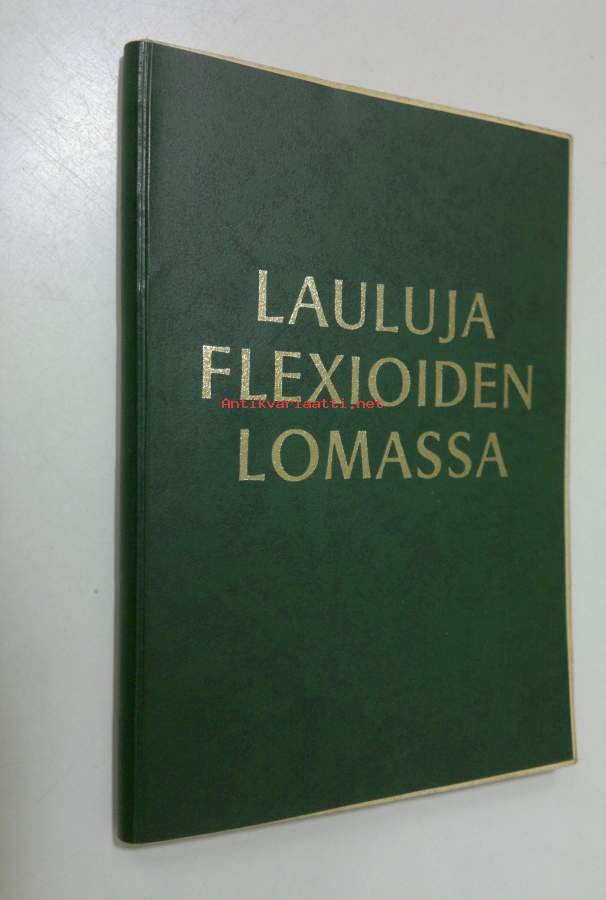 LAULUJA
FLEXIOIDEN
Antikvariaatti.net
LOMASSA